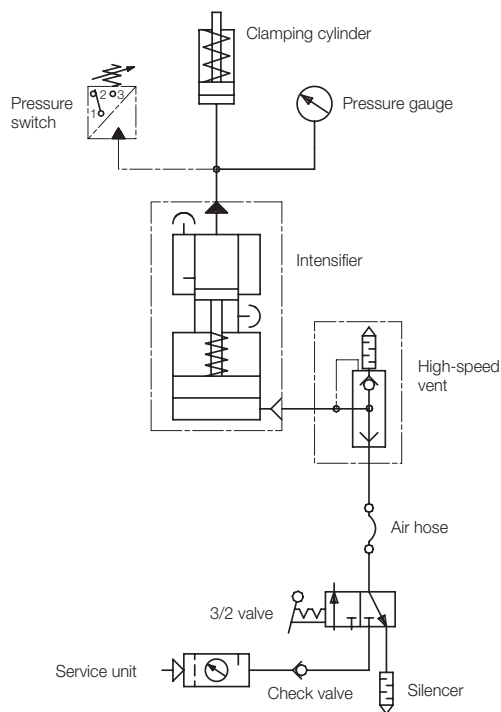 Clamping cylinder
Pressure
switch
2 3
1
Pressure gauge
Intensifier
High-speed
vent
Air hose
3/2 valve
Service unit
Check valve
Silencer